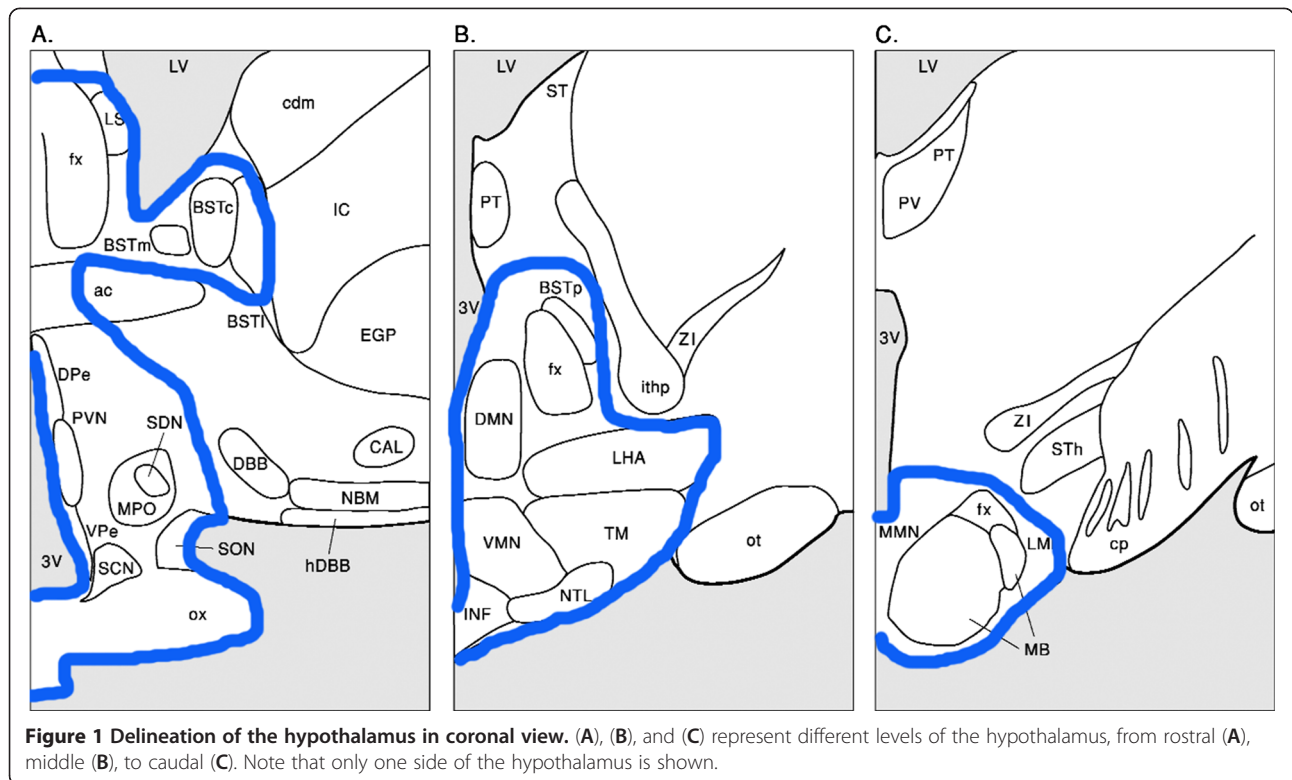 A.
LV
cdm
LS
fx
BSTc
IC
BSTm
ac
BSTl
EGP
DPe
PVN
SDN
CAL
DBB
MPO
NBM
VPe
SON
3V
SCN
hDBB
ox
B.
LV
ST
PT
3V
BSTp
ZI
fx
ithp
DMN
LHA
VMN
TM
ot
NTL
INF
C.
LV
PT
PV
3V
ZI
STh
ot
fx
MMN
LM
cp
MB
Figure 1 Delineation of the hypothalamus in coronal view. (A), (B), and (C) represent different levels of the hypothalamus, from rostral (A),
middle (B), to caudal (C). Note that only one side of the hypothalamus is shown.